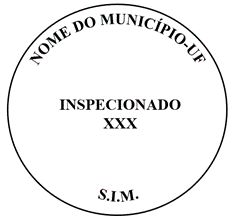 NOME DO MUNICÍPIO-UF
INSPECIONADO
XXX
S.I.M.